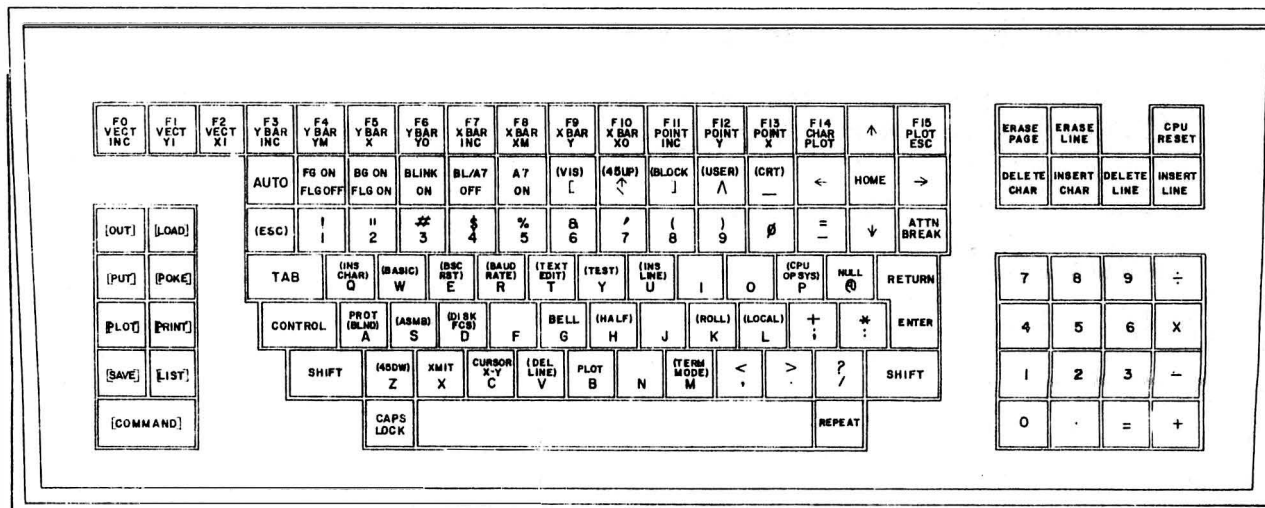 F0 F1 F2 F3 F4 F5 F6 F7 F8 F9 F10 F11 F12 F13 F14 ↑ F15
VECT VECT VECT Y BAR Y BAR Y BAR Y BAR X BAR X BAR X BAR X BAR POINT POINT POINT CHAR PLOT
INC Y1 X1 INC YM X YO INC XM Y XO INC Y X PLOT ESC
ERASE PAGE ERASE LINE CPU RESET
AUTO FG ON BG ON BLINK BL/A7 A7 (VIS) (45UP) (BLOCK (USER) (CRT) ← HOME →
FLG OFF FLG ON ON OFF ON [ \ ] ∧ _
DELETE INSERT DELETE INSERT
CHAR CHAR LINE LINE
[OUT] [LOAD]
(ESC) ! " # $ % & ' ( ) Ø = ↓ ATTN
1 2 3 4 5 6 7 8 9 - BREAK
[PUT] [POKE]
TAB (INS CHAR) (BASIC) (BSC RST) (BAUD RATE) (TEXT EDIT) (TEST) (INS LINE) I O (CPU OP SYS) NULL RETURN
Q W E R T Y U P @
7 8 9 ÷
[PLOT] [PRINT]
CONTROL PROT (BLND) (ASMB) (DISK FCS) F BELL (HALF) J (ROLL) (LOCAL) + * ENTER
A S D G H K L ; :
4 5 6 X
[SAVE] [LIST]
SHIFT (45DW) XMIT CURSOR X-Y (DEL LINE) PLOT N (TERM MODE) < > ? SHIFT
Z X C V B M , . /
1 2 3 −
[COMMAND]
CAPS LOCK REPEAT
0 . = +